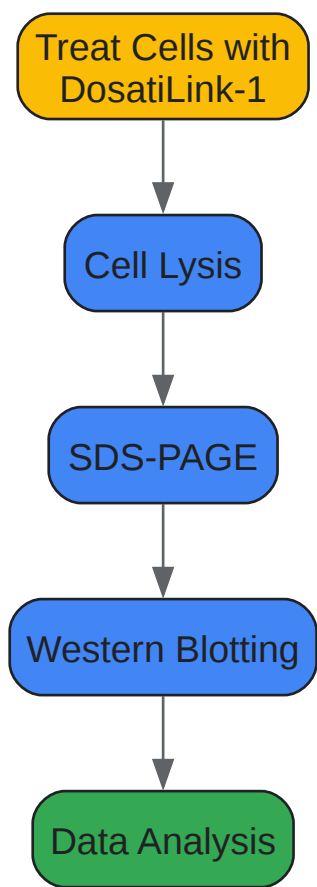 Treat Cells with
DosatiLink-1
Cell Lysis
SDS-PAGE
Western Blotting
Data Analysis